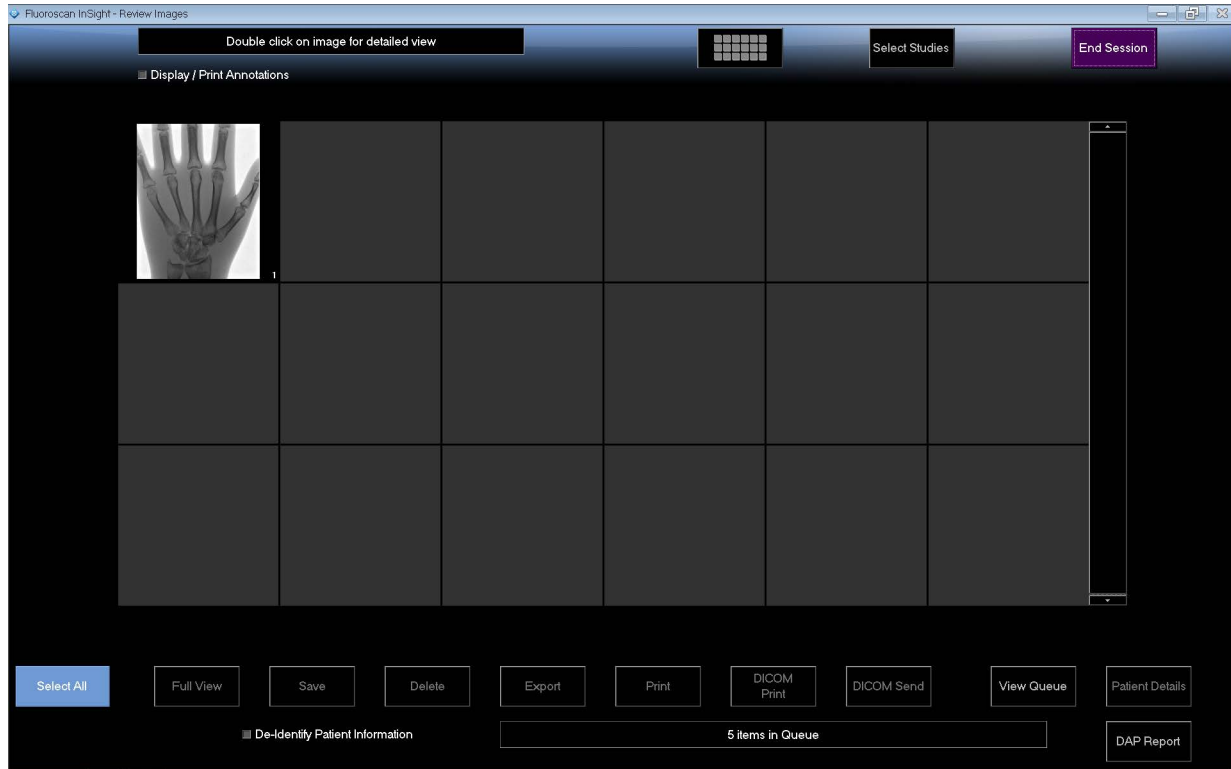 Fluoroscan InSight - Review Images
Double click on image for detailed view
Select Studies
End Session
Display / Print Annotations
1
Select All
Full View
Save
Delete
Export
Print
DICOM
Print
DICOM Send
View Queue
Patient Details
De-Identify Patient Information
5 items in Queue
DAP Report